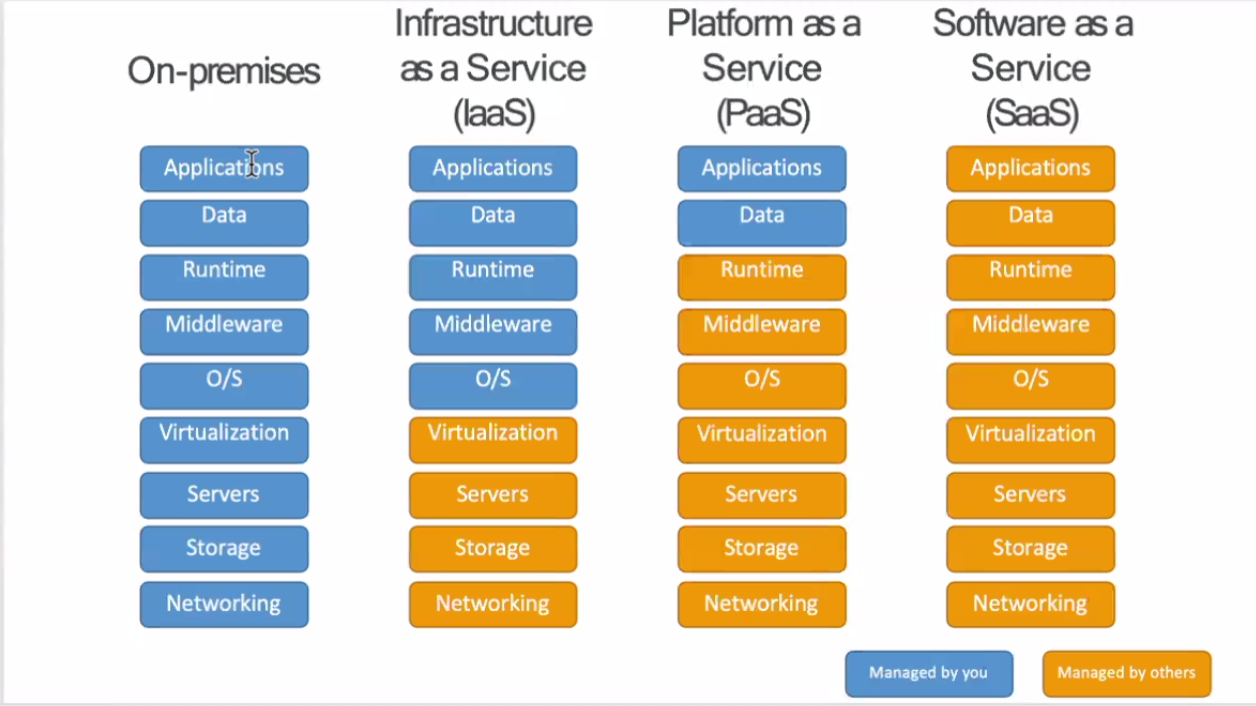 On-premises
Infrastructure
as a Service
(IaaS)
Platform as a
Service
(PaaS)
Software as a
Service
(SaaS)
Applications
Applications
Applications
Applications
Data
Data
Data
Data
Runtime
Runtime
Runtime
Runtime
Middleware
Middleware
Middleware
Middleware
O/S
O/S
O/S
O/S
Virtualization
Virtualization
Virtualization
Virtualization
Servers
Servers
Servers
Servers
Storage
Storage
Storage
Storage
Networking
Networking
Networking
Networking
Managed by you
Managed by others